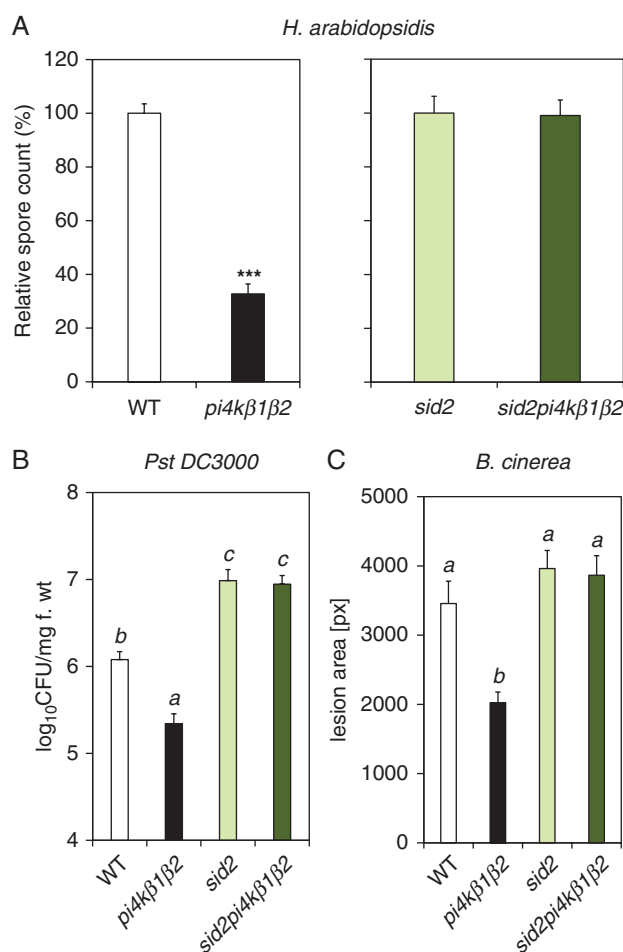 A
H. arabidopsidis
Relative spore count (%)
120
100
80
60
40
20
0
***
WT
pi4kβ1β2
sid2
sid2pi4kβ1β2
B
Pst DC3000
log₁₀CFU/mg f. wt
8
7
6
5
4
b
a
c
c
WT
pi4kβ1β2
sid2
sid2pi4kβ1β2
C
B. cinerea
lesion area [px]
5000
4000
3000
2000
1000
0
a
b
a
a
WT
pi4kβ1β2
sid2
sid2pi4kβ1β2